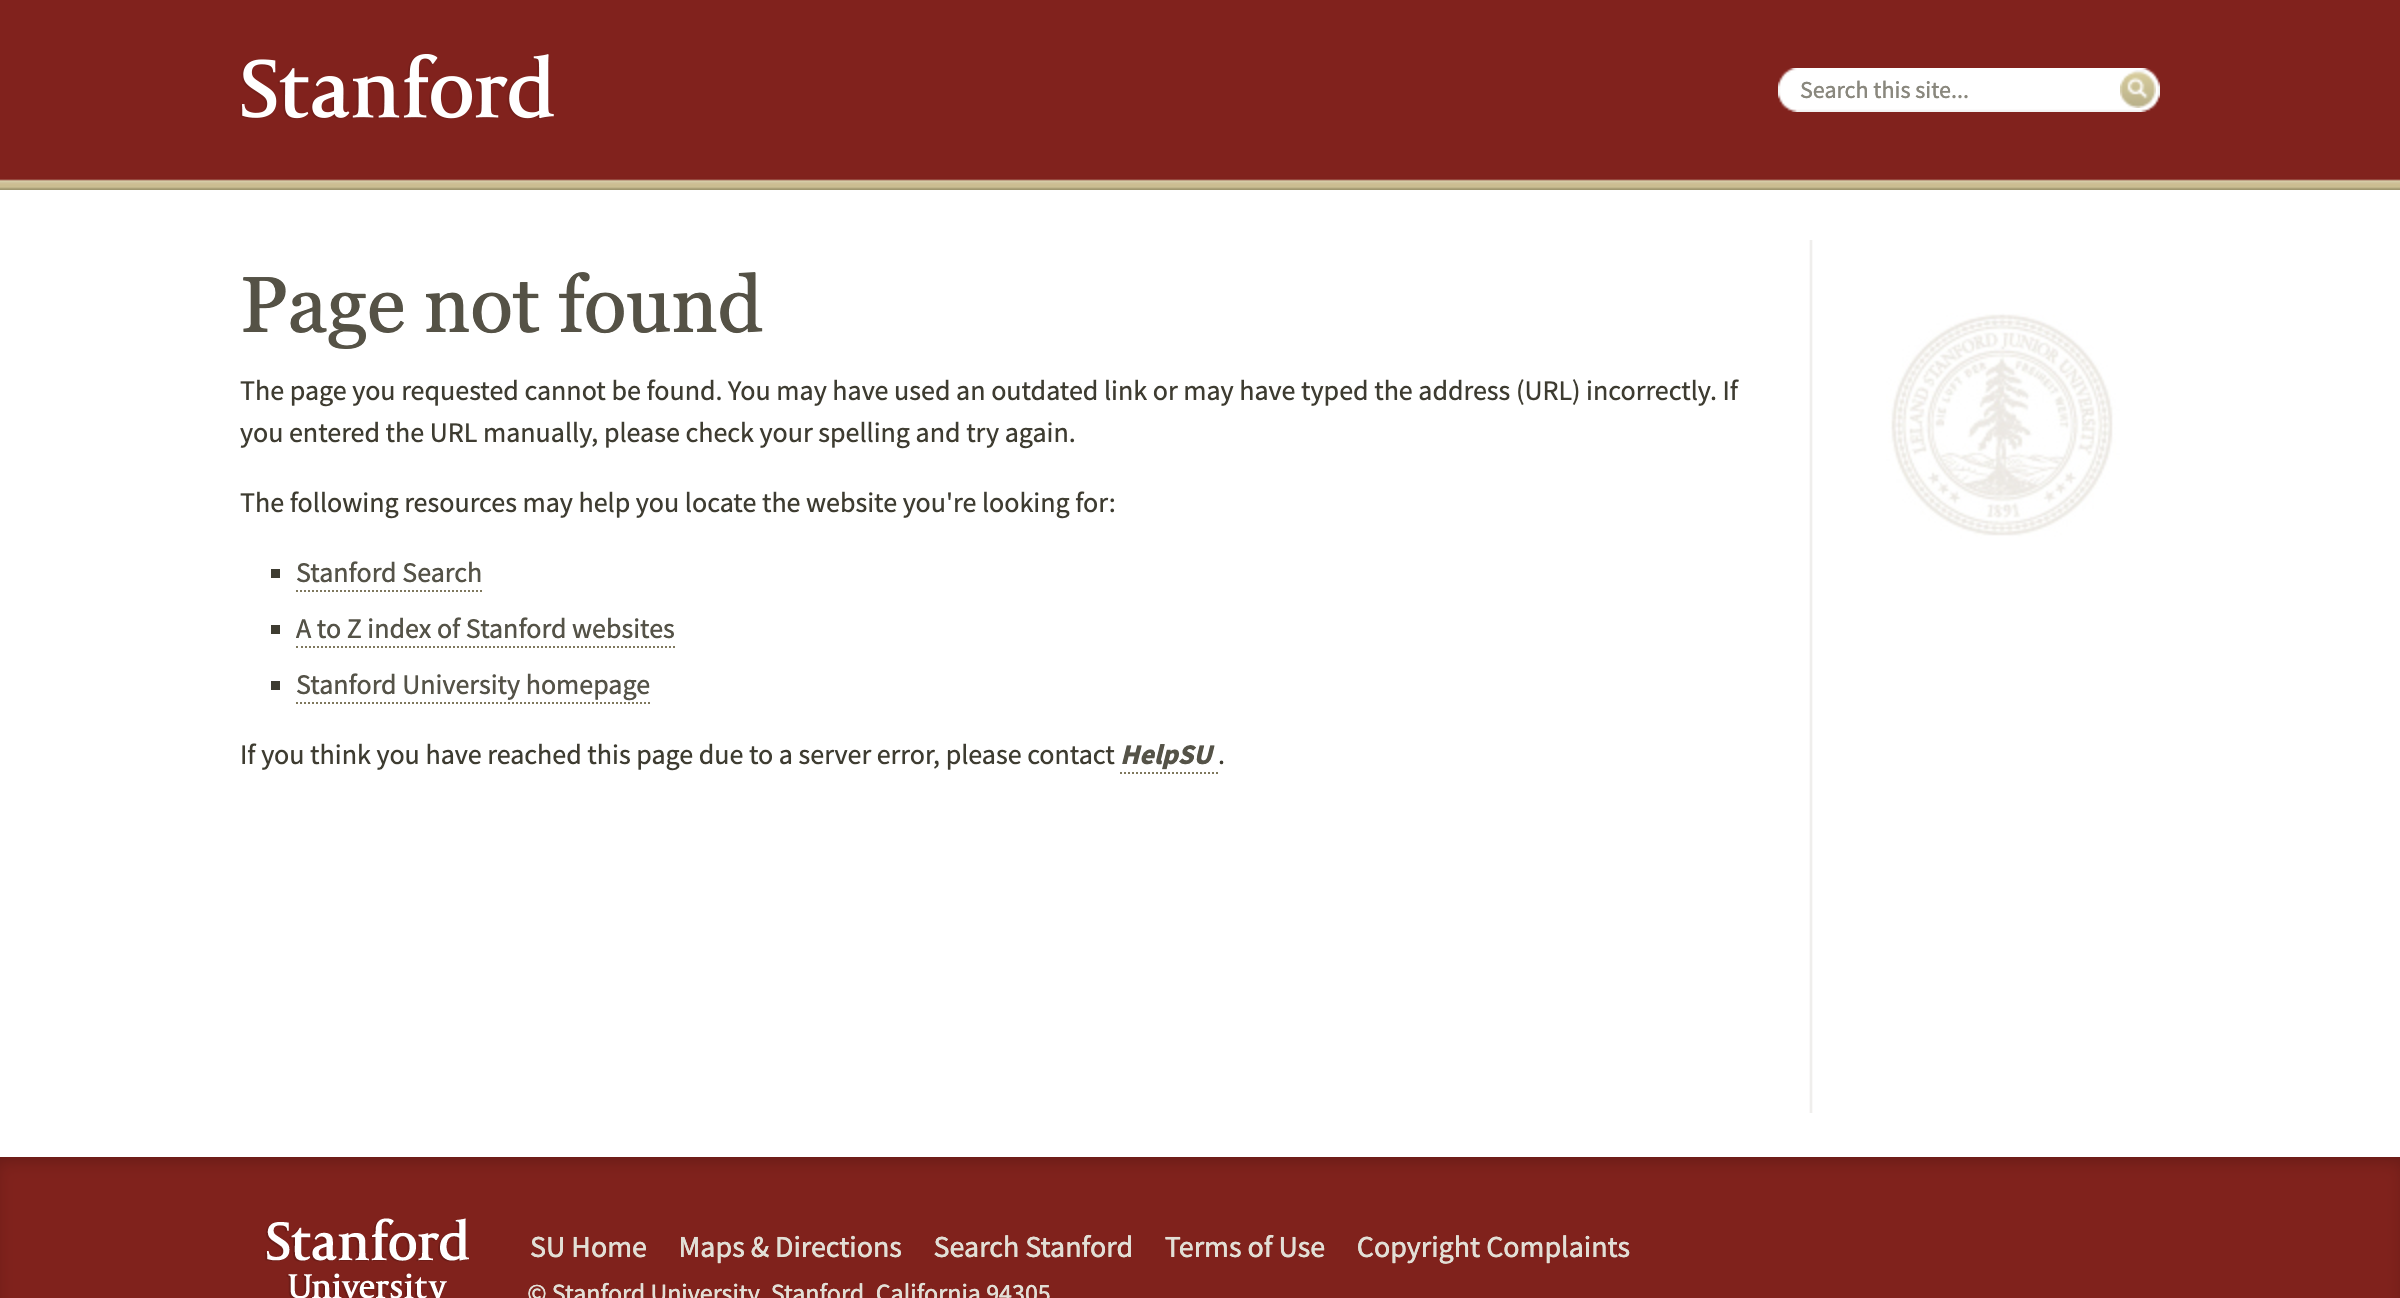 Stanford
Search this site...
Page not found
The page you requested cannot be found. You may have used an outdated link or may have typed the address (URL) incorrectly. If
you entered the URL manually, please check your spelling and try again.
The following resources may help you locate the website you're looking for:
Stanford Search
A to Z index of Stanford websites
Stanford University homepage
If you think you have reached this page due to a server error, please contact HelpSU .
LELAND STANFORD JUNIOR UNIVERSITY
DIE LUFT DER FREIHEIT WEHT
1891
Stanford
University
SU Home Maps & Directions Search Stanford Terms of Use Copyright Complaints
© Stanford University, Stanford, California 94305